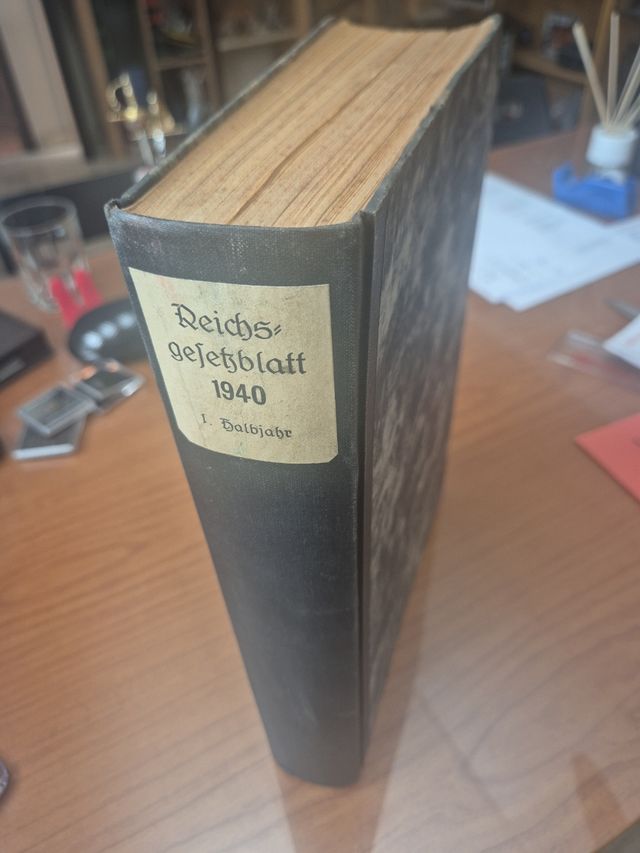 Reichs⸗
geſetzblatt
1940
I. Halbjahr